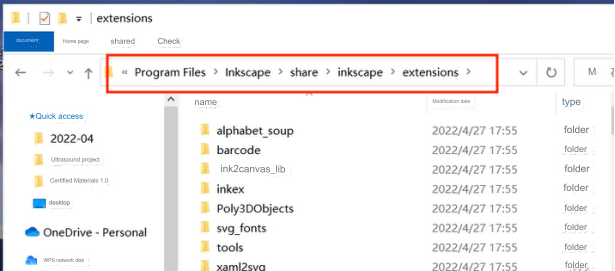 extensions
document Home page shared Check
« Program Files > Inkscape > share > inkscape > extensions > M
name Modification date type
★Quick access
2022-04
Ultrasound project
Certified Materials 1.0
desktop
OneDrive - Personal
WPS network disk
alphabet_soup 2022/4/27 17:55 folder
barcode 2022/4/27 17:55 folder
ink2canvas_lib 2022/4/27 17:55 folder
inkex 2022/4/27 17:55 folder
Poly3DObjects 2022/4/27 17:55 folder
svg_fonts 2022/4/27 17:55 folder
tools 2022/4/27 17:55 folder
xaml2svg 2022/4/27 17:55 folder